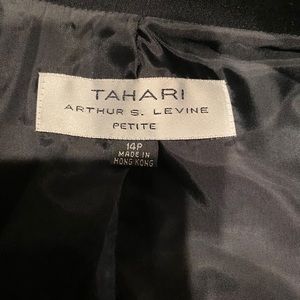 TAHARI
ARTHUR S. LEVINE
PETITE
14P
MADE IN
HONG KONG